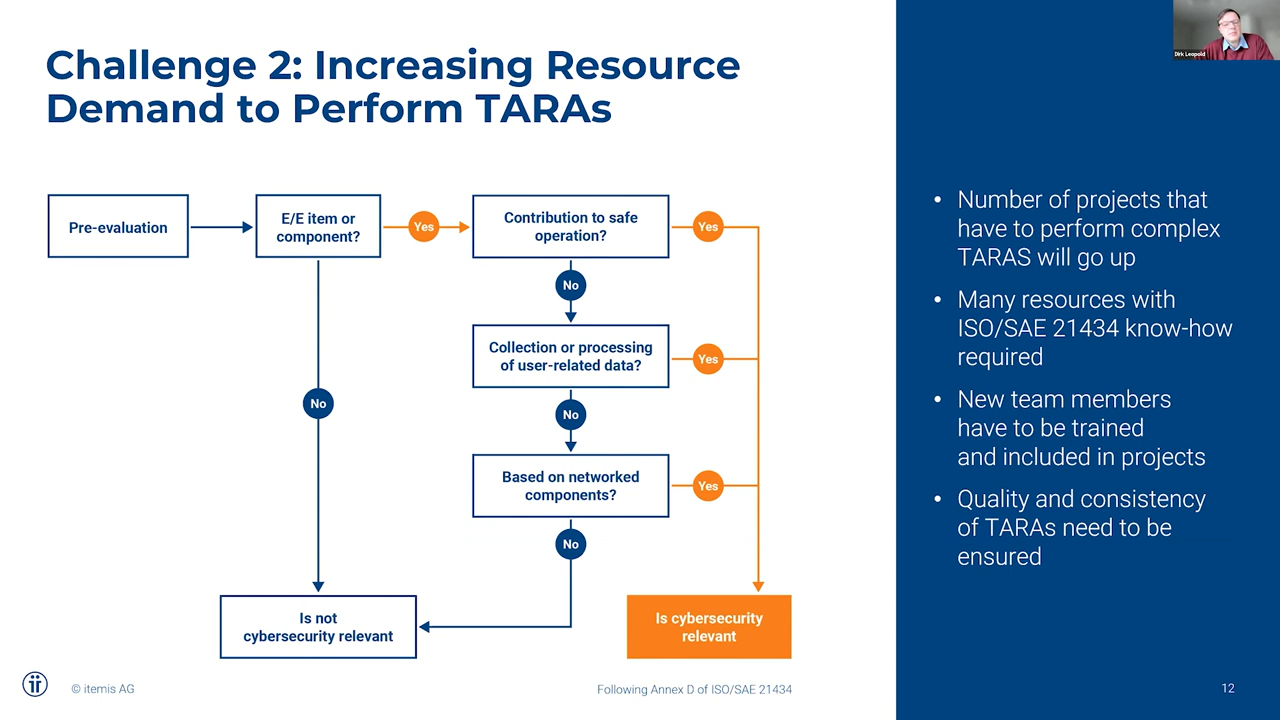 Dirk Leopold
Challenge 2: Increasing Resource
Demand to Perform TARAs
Pre-evaluation
E/E item or
component?
Yes
Contribution to safe
operation?
Yes
No
Collection or processing
of user-related data?
Yes
No
No
Based on networked
components?
Yes
No
Is not
cybersecurity relevant
Is cybersecurity
relevant
• Number of projects that
have to perform complex
TARAS will go up
• Many resources with
ISO/SAE 21434 know-how
required
• New team members
have to be trained
and included in projects
• Quality and consistency
of TARAs need to be
ensured
© itemis AG
Following Annex D of ISO/SAE 21434
12